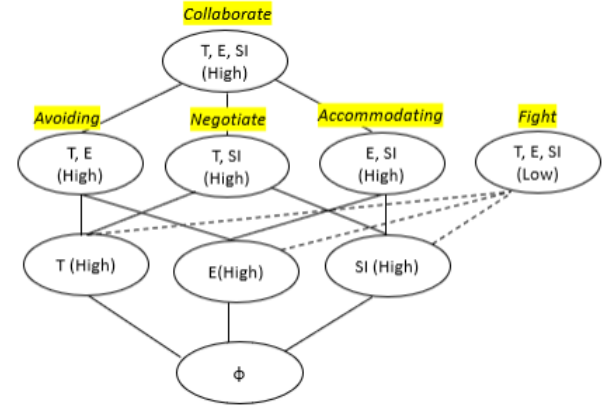 Collaborate
T, E, SI
(High)
Avoiding
Negotiate
Accommodating
Fight
T, E
(High)
T, SI
(High)
E, SI
(High)
T, E, SI
(Low)
T (High)
E(High)
SI (High)
ϕ